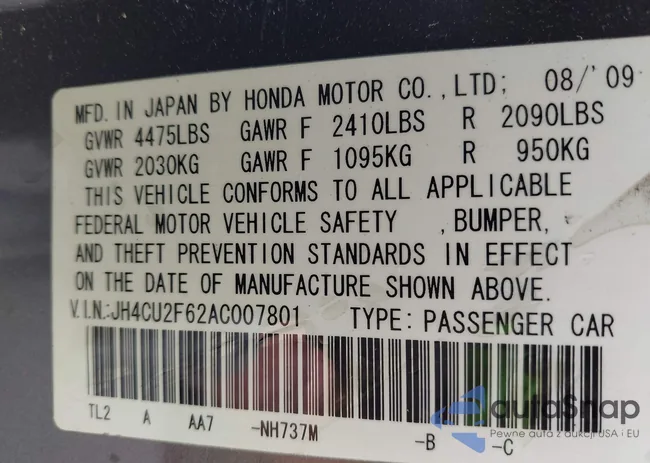 MFD. IN JAPAN BY HONDA MOTOR CO.,LTD; 08/'09
GVWR 4475LBS GAWR F 2410LBS R 2090LBS
GVWR 2030KG GAWR F 1095KG R 950KG
THIS VEHICLE CONFORMS TO ALL APPLICABLE
FEDERAL MOTOR VEHICLE SAFETY , BUMPER,
AND THEFT PREVENTION STANDARDS IN EFFECT
ON THE DATE OF MANUFACTURE SHOWN ABOVE.
V.I.N.:JH4CU2F62AC007801 TYPE: PASSENGER CAR
TL2 A AA7 -NH737M -B -C
autoSnap
Pewne auta z aukcji USA i EU